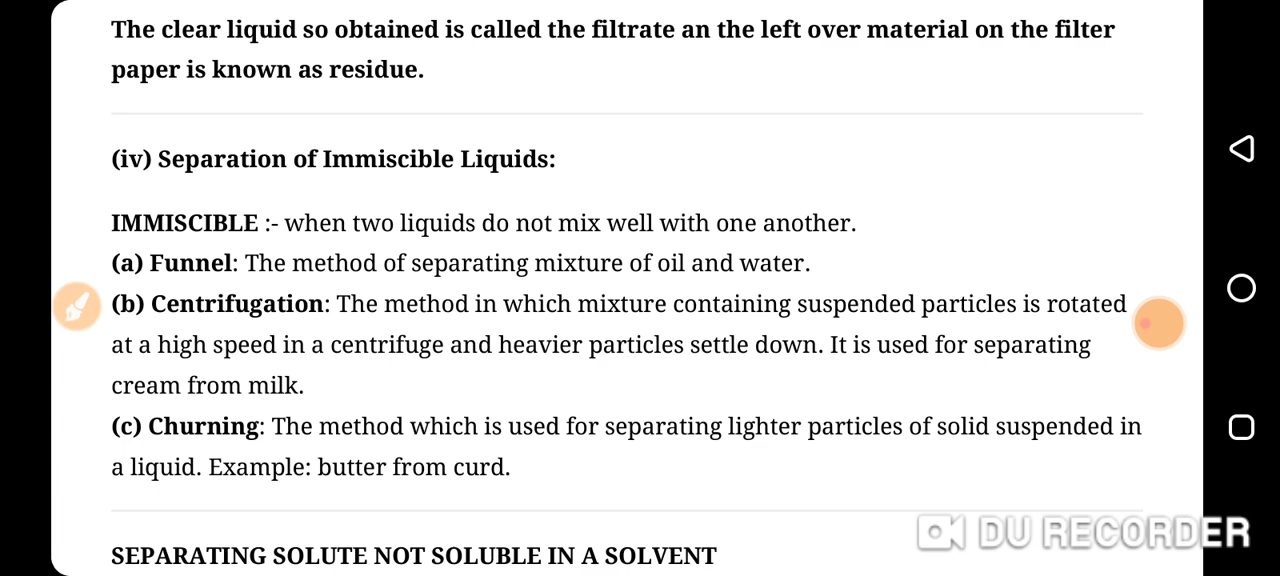 The clear liquid so obtained is called the filtrate an the left over material on the filter
paper is known as residue.
(iv) Separation of Immiscible Liquids:
IMMISCIBLE :- when two liquids do not mix well with one another.
(a) Funnel: The method of separating mixture of oil and water.
(b) Centrifugation: The method in which mixture containing suspended particles is rotated
at a high speed in a centrifuge and heavier particles settle down. It is used for separating
cream from milk.
(c) Churning: The method which is used for separating lighter particles of solid suspended in
a liquid. Example: butter from curd.
DU RECORDER
SEPARATING SOLUTE NOT SOLUBLE IN A SOLVENT